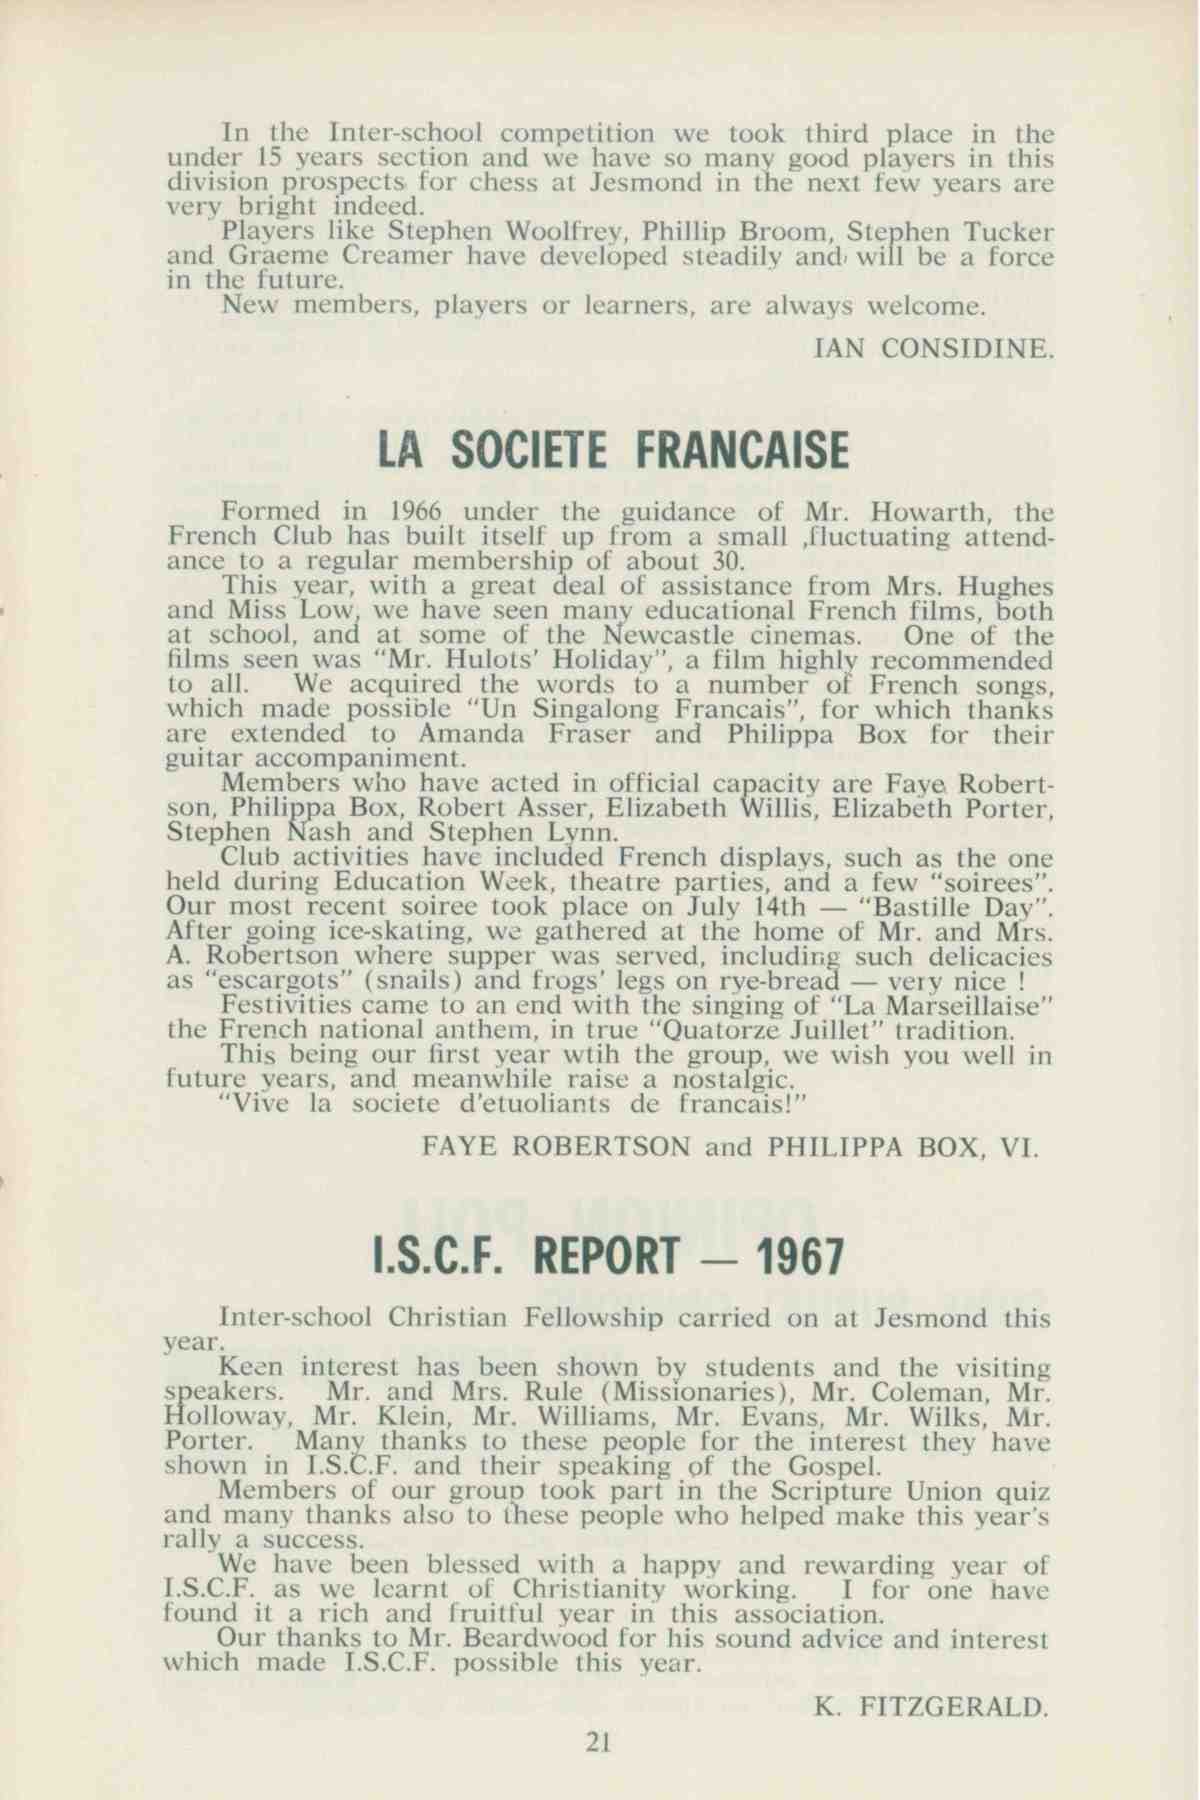 In the Inter-school competition we took third place in the
under 15 years section and we have so many good players in this
division prospects for chess at Jesmond in the next few years are
very bright indeed.
Players like Stephen Woolfrey, Phillip Broom, Stephen Tucker
and Graeme Creamer have developed steadily and will be a force
in the future.
New members, players or learners, are always welcome.
IAN CONSIDINE.
LA SOCIETE FRANCAISE
Formed in 1966 under the guidance of Mr. Howarth, the
French Club has built itself up from a small ,fluctuating attend-
ance to a regular membership of about 30.
This year, with a great deal of assistance from Mrs. Hughes
and Miss Low, we have seen many educational French films, both
at school, and at some of the Newcastle cinemas. One of the
films seen was "Mr. Hulots' Holiday", a film highly recommended
to all. We acquired the words to a number of French songs,
which made possible "Un Singalong Francais", for which thanks
are extended to Amanda Fraser and Philippa Box for their
guitar accompaniment.
Members who have acted in official capacity are Faye Robert-
son, Philippa Box, Robert Asser, Elizabeth Willis, Elizabeth Porter,
Stephen Nash and Stephen Lynn.
Club activities have included French displays, such as the one
held during Education Week, theatre parties, and a few "soirees".
Our most recent soiree took place on July 14th — "Bastille Day".
After going ice-skating, we gathered at the home of Mr. and Mrs.
A. Robertson where supper was served, including such delicacies
as "escargots" (snails) and frogs' legs on rye-bread — very nice !
Festivities came to an end with the singing of "La Marseillaise"
the French national anthem, in true "Quatorze Juillet" tradition.
This being our first year wtih the group, we wish you well in
future years, and meanwhile raise a nostalgic.
"Vive la societe d'etuoliants de francais!"
FAYE ROBERTSON and PHILIPPA BOX, VI.
I.S.C.F. REPORT — 1967
Inter-school Christian Fellowship carried on at Jesmond this
year.
Keen interest has been shown by students and the visiting
speakers. Mr. and Mrs. Rule (Missionaries), Mr. Coleman, Mr.
Holloway, Mr. Klein, Mr. Williams, Mr. Evans, Mr. Wilks, Mr.
Porter. Many thanks to these people for the interest they have
shown in I.S.C.F. and their speaking of the Gospel.
Members of our group took part in the Scripture Union quiz
and many thanks also to these people who helped make this year's
rally a success.
We have been blessed with a happy and rewarding year of
I.S.C.F. as we learnt of Christianity working. I for one have
found it a rich and fruitful year in this association.
Our thanks to Mr. Beardwood for his sound advice and interest
which made I.S.C.F. possible this year.
K. FITZGERALD.
21